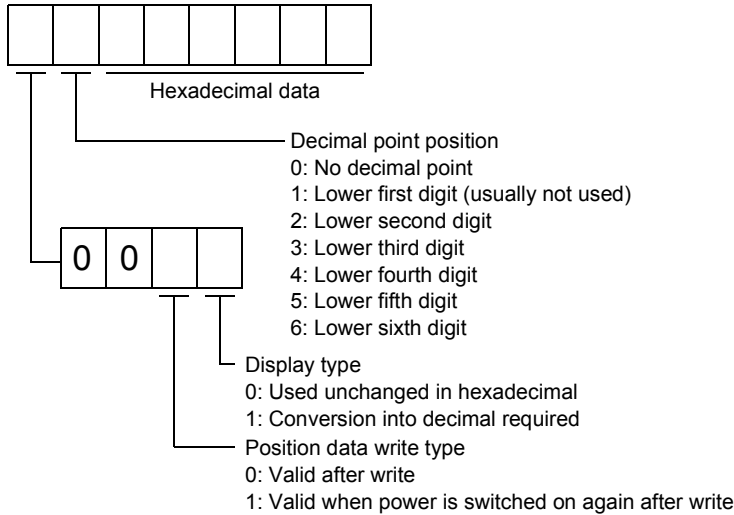 Hexadecimal data
Decimal point position
0: No decimal point
1: Lower first digit (usually not used)
2: Lower second digit
3: Lower third digit
4: Lower fourth digit
5: Lower fifth digit
6: Lower sixth digit
0 0
Display type
0: Used unchanged in hexadecimal
1: Conversion into decimal required
Position data write type
0: Valid after write
1: Valid when power is switched on again after write